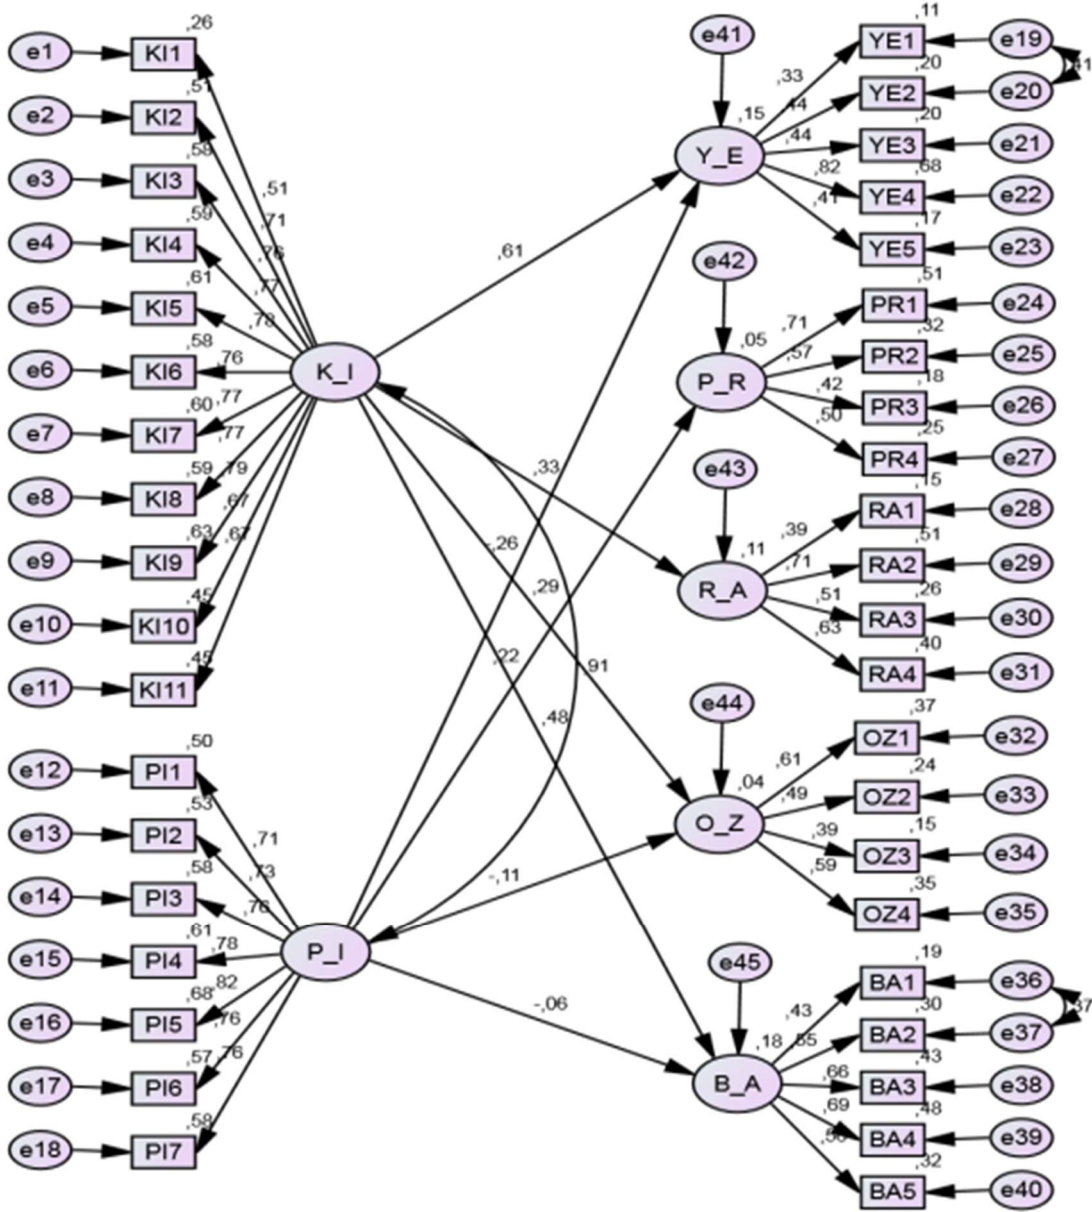 e1 KI1 ,26
e2 KI2 ,51
e3 KI3 ,58
e4 KI4 ,59
e5 KI5 ,61
e6 KI6 ,58
e7 KI7 ,60
e8 KI8 ,59
e9 KI9 ,63
e10 KI10 ,45
e11 KI11 ,45
,51
,71
,76
,77
,78
,76
,77
,77
,79
,67
,67
K_I
e12 PI1 ,50
e13 PI2 ,53
e14 PI3 ,58
e15 PI4 ,61
e16 PI5 ,68
e17 PI6 ,57
e18 PI7 ,58
,71
,73
,76
,78
,82
,76
,76
P_I
,61
,33
-,26
,29
,22
,91
,48
-,11
-,06
e41
Y_E ,15
,33
,44
,44
,82
,41
YE1 ,11 e19
YE2 ,20 e20
YE3 ,20 e21
YE4 ,68 e22
YE5 ,17 e23
e42
P_R ,05
,71
,57
,42
,50
PR1 ,51 e24
PR2 ,32 e25
PR3 ,18 e26
PR4 ,25 e27
e43
R_A ,11
,39
,71
,51
,63
RA1 ,15 e28
RA2 ,51 e29
RA3 ,26 e30
RA4 ,40 e31
e44
O_Z ,04
,61
,49
,39
,59
OZ1 ,37 e32
OZ2 ,24 e33
OZ3 ,15 e34
OZ4 ,35 e35
e45
B_A ,18
,43
,55
,66
,69
BA1 ,19 e36
BA2 ,30 e37
BA3 ,43 e38
BA4 ,48 e39
BA5 ,32 e40